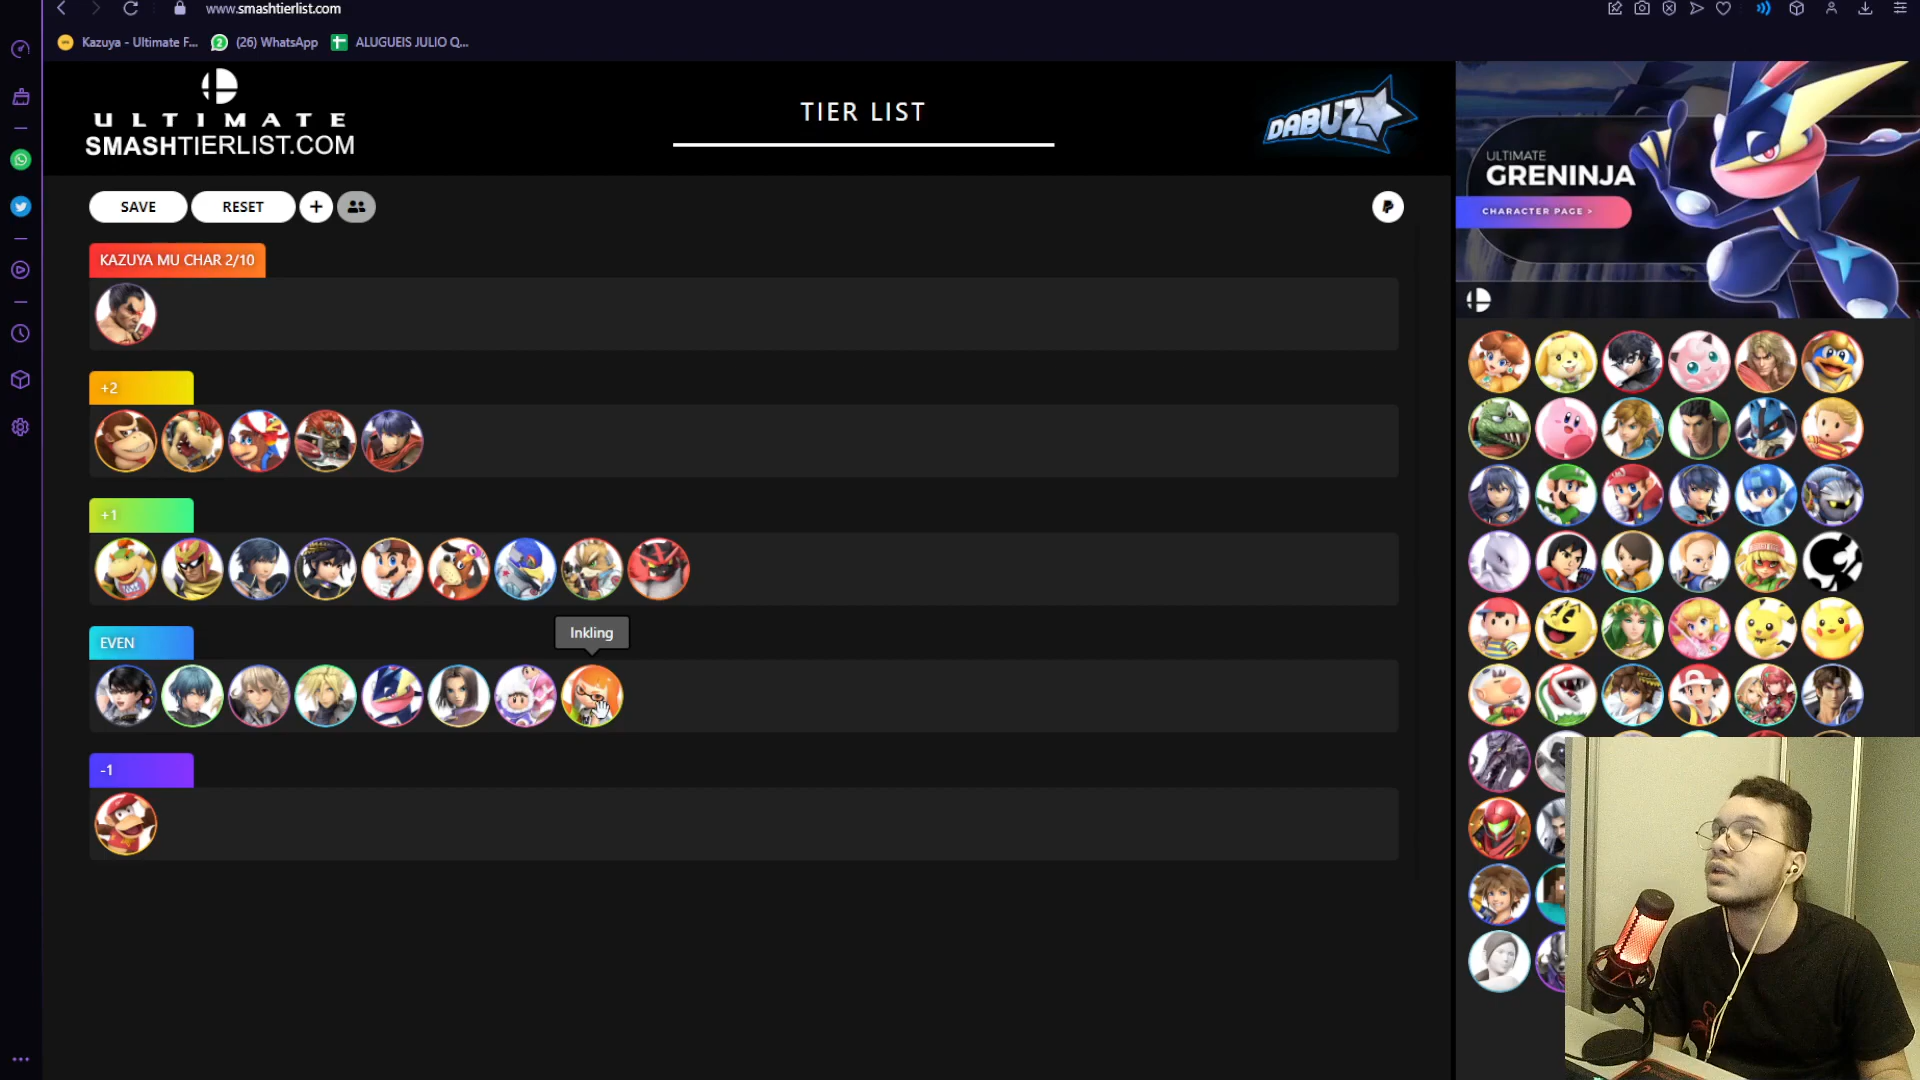 www.smashtierlist.com
Kazuya - Ultimate F...
2
(26) WhatsApp
ALUGUEIS JULIO Q...
ULTIMATE
SMASHTIERLIST.COM
TIER LIST
DABUZ
SAVE
RESET
+
ULTIMATE
GRENINJA
CHARACTER PAGE >
KAZUYA MU CHAR 2/10
+2
+1
Inkling
EVEN
-1